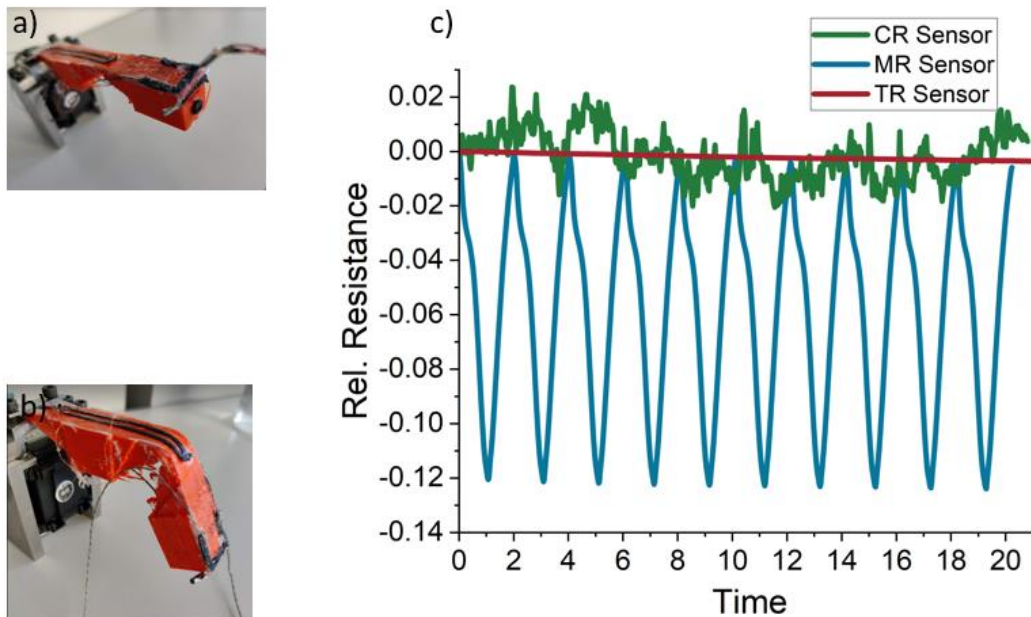 a)
b)
c)
CR Sensor
MR Sensor
TR Sensor
Rel. Resistance
0.02
0.00
-0.02
-0.04
-0.06
-0.08
-0.10
-0.12
-0.14
0 2 4 6 8 10 12 14 16 18 20
Time